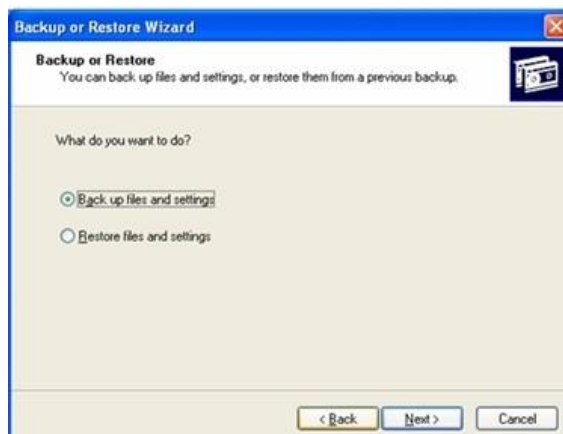 Backup or Restore Wizard
Backup or Restore
You can back up files and settings, or restore them from a previous backup.
What do you want to do?
Back up files and settings
Restore files and settings
< Back Next > Cancel